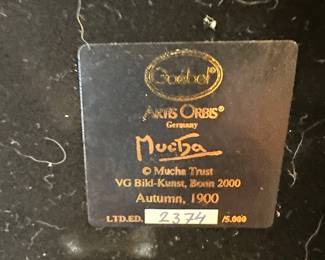 Goebel®
ARTIS ORBIS®
Germany
Mucha
© Mucha Trust
VG Bild-Kunst, Bonn 2000
Autumn, 1900
LTD.ED. 2374 /5.000